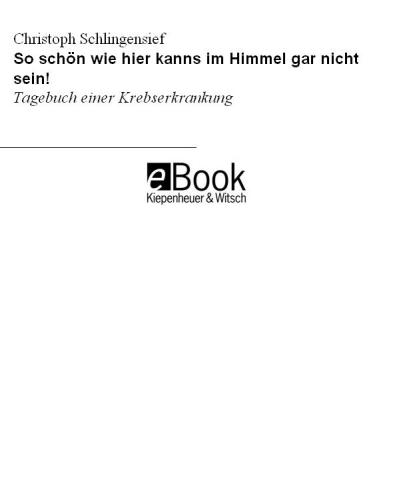 Christoph Schlingensief
So schön wie hier kanns im Himmel gar nicht
sein!
Tagebuch einer Krebserkrankung
eBook
Kiepenheuer & Witsch